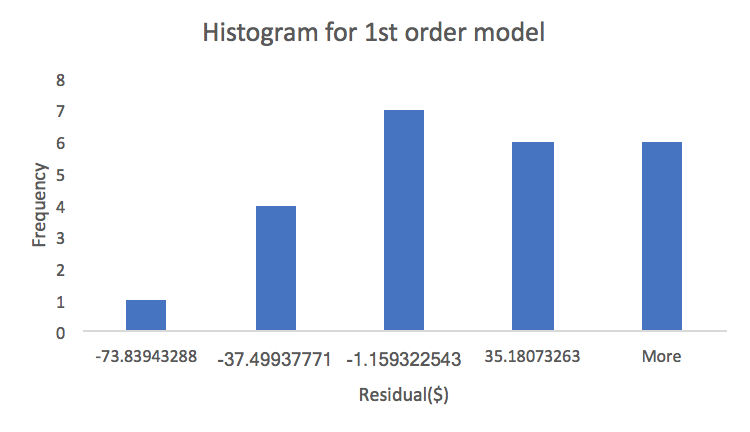 Histogram for 1st order model
8
7
6
5
4
3
2
1
0
Frequency
-73.83943288 -37.49937771 -1.159322543 35.18073263 More
Residual($)